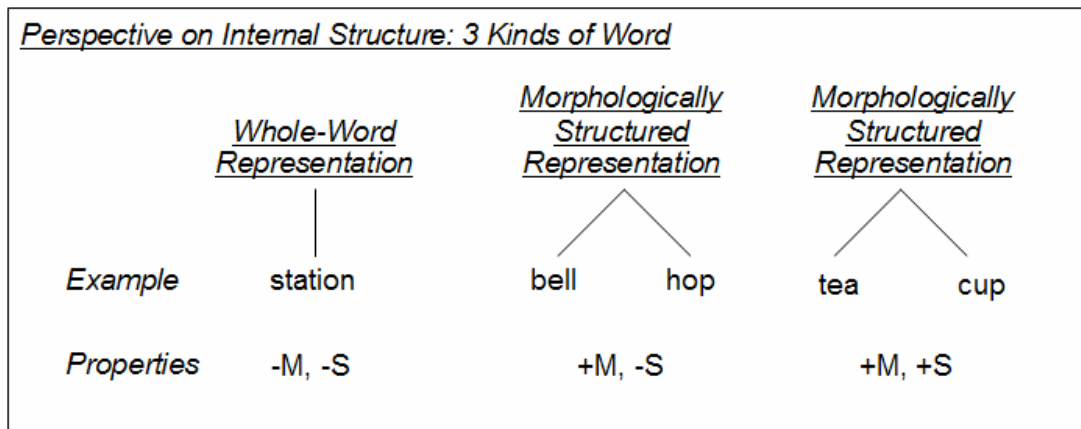 Perspective on Internal Structure: 3 Kinds of Word
Whole-Word
Representation
Morphologically
Structured
Representation
Morphologically
Structured
Representation
Example station bell hop tea cup
Properties -M, -S +M, -S +M, +S